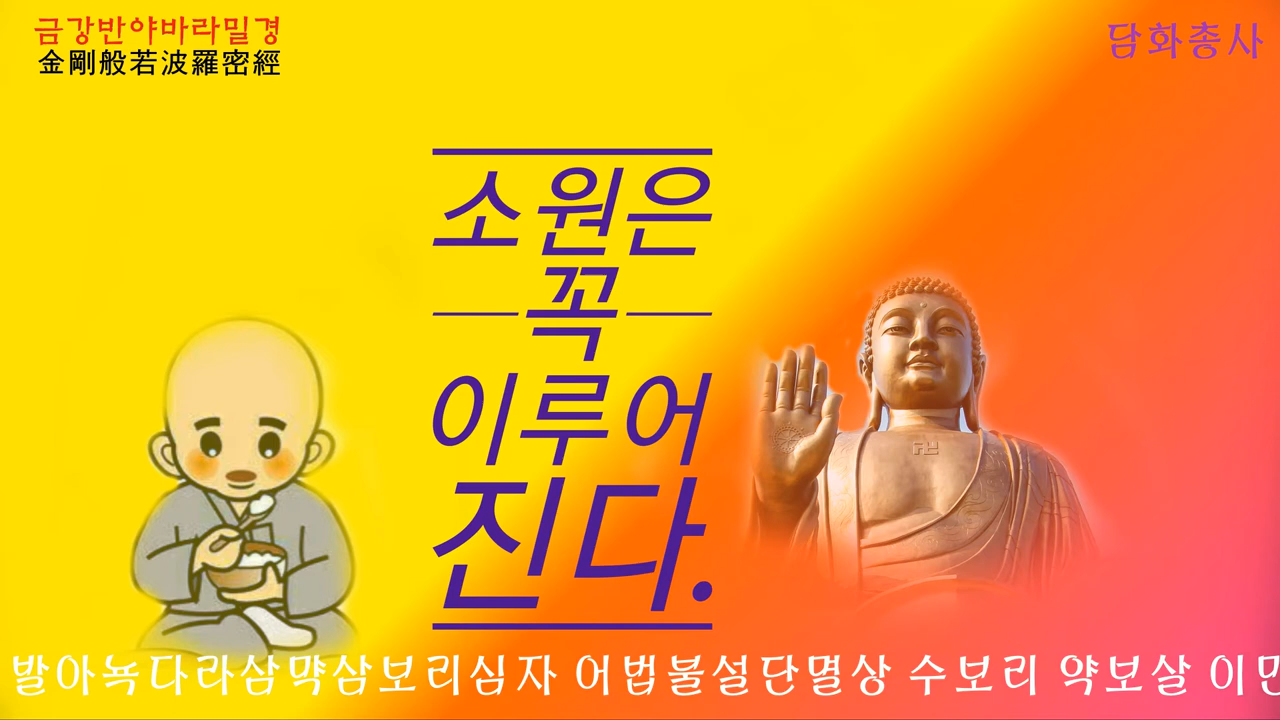 금강반야바라밀경
金剛般若波羅密經
담화총사
소원은
꼭
이루어
진다.
발아뇩다라삼먁삼보리심자 어법불설단멸상 수보리 약보살